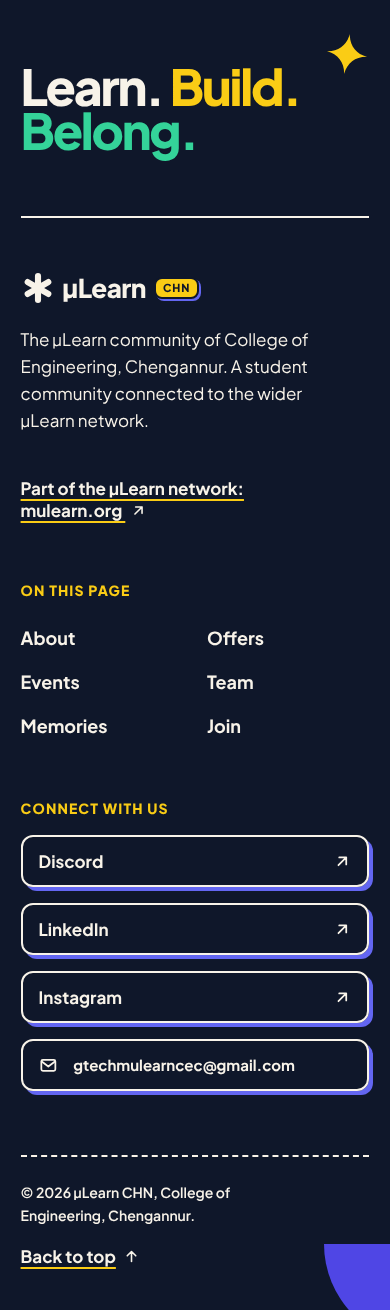 Learn. Build.
Belong.
µLearn CHN
The µLearn community of College of
Engineering, Chengannur. A student
community connected to the wider
µLearn network.
Part of the µLearn network:
mulearn.org
ON THIS PAGE
About Offers
Events Team
Memories Join
CONNECT WITH US
Discord
LinkedIn
Instagram
gtechmulearncec@gmail.com
© 2026 µLearn CHN, College of
Engineering, Chengannur.
Back to top